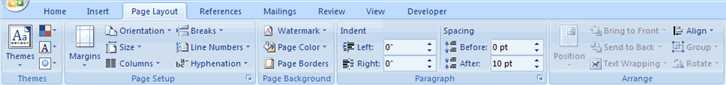 Home Insert Page Layout References Mailings Review View Developer
Orientation Breaks Watermark Indent Spacing Bring to Front Align
Size Line Numbers Page Color Left: 0" Before: 0 pt Send to Back Group
Themes Margins Columns Hyphenation Page Borders Right: 0" After: 10 pt Position Text Wrapping Rotate
Themes Page Setup Page Background Paragraph Arrange